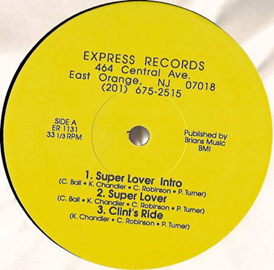 EXPRESS RECORDS
464 Central Ave.
East Orange, NJ 07018
(201) 675-2515
SIDE A
ER 1131
33 1/3 RPM
Published by
Brians Music
BMI
1. Super Lover Intro
(C. Ball • K. Chandler • C. Robinson • P. Turner)
2. Super Lover
(C. Ball • K. Chandler • C. Robinson • P. Turner)
3. Clint's Ride
(K. Chandler • C. Robinson • P. Turner)